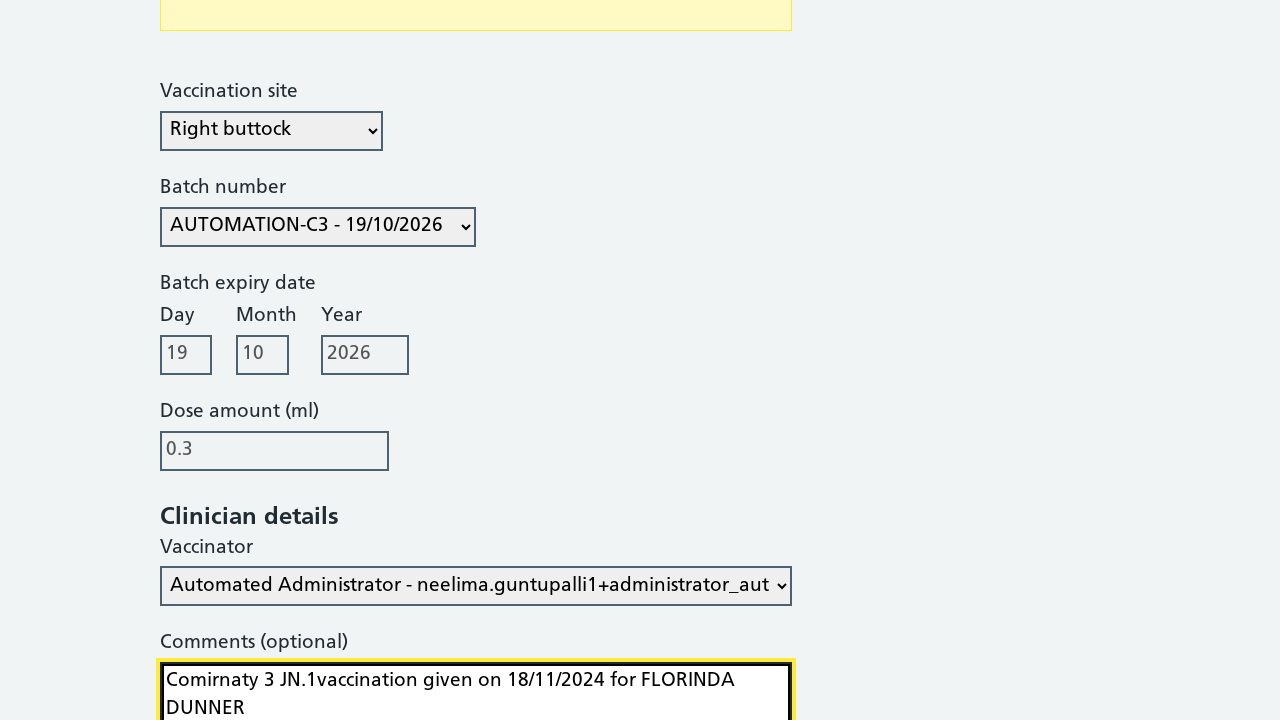 Vaccination site
Right buttock
Batch number
AUTOMATION-C3 - 19/10/2026
Batch expiry date
Day Month Year
19 10 2026
Dose amount (ml)
0.3
Clinician details
Vaccinator
Automated Administrator - neelima.guntupalli1+administrator_aut
Comments (optional)
Comirnaty 3 JN.1vaccination given on 18/11/2024 for FLORINDA
DUNNER